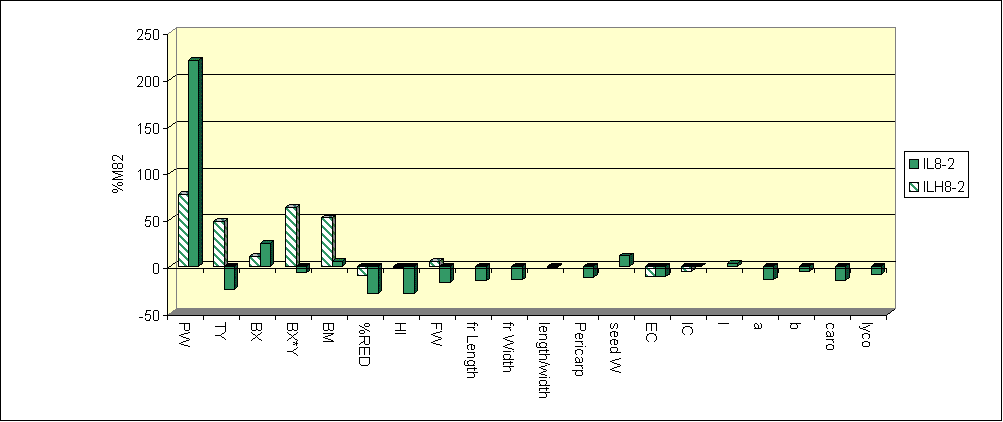 250
200
150
100
50
0
-50
%M82
PW
TY
BX
BX*Y
BM
%RED
HI
FW
fr Length
fr Width
length/width
Pericarp
seed W
EC
IC
l
a
b
caro
lyco
IL8-2
ILH8-2